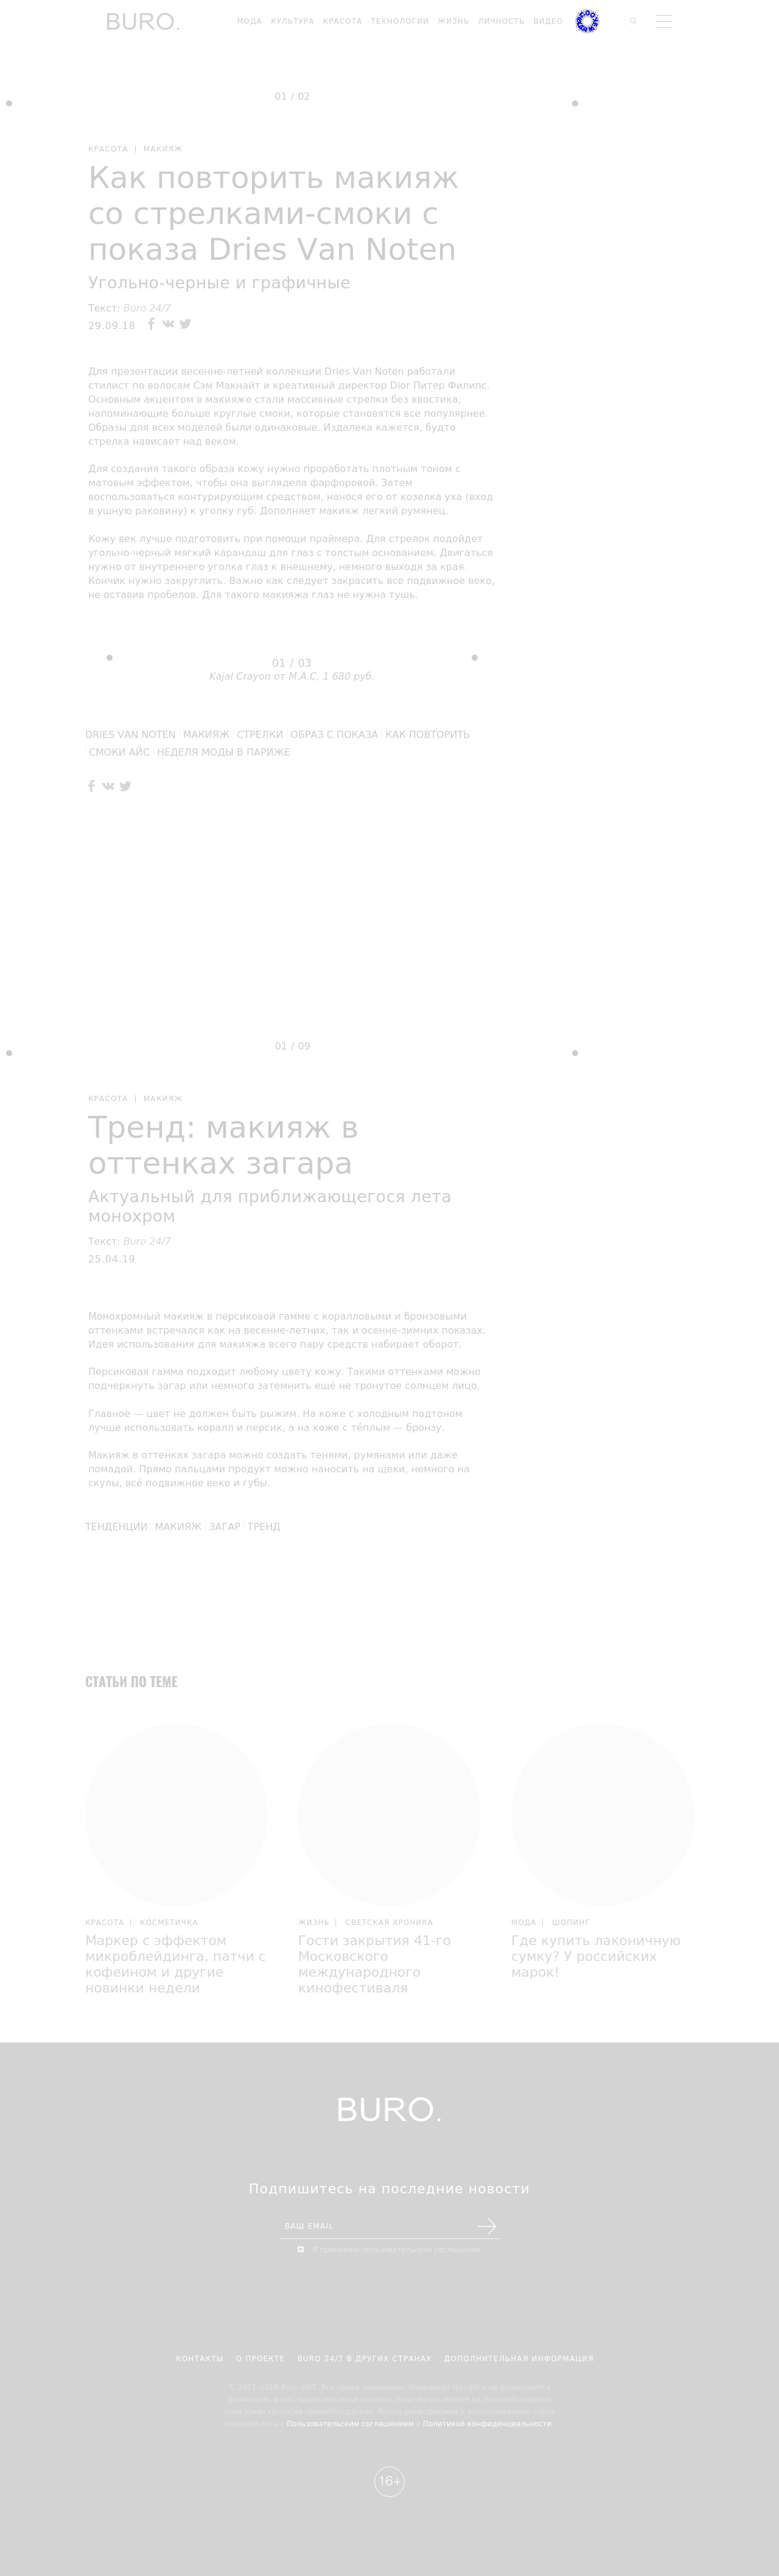 BURO.
МОДА КУЛЬТУРА КРАСОТА ТЕХНОЛОГИИ ЖИЗНЬ ЛИЧНОСТЬ ВИДЕО
01 / 02
КРАСОТА | МАКИЯЖ
Как повторить макияж
со стрелками-смоки с
показа Dries Van Noten
Угольно-черные и графичные
Текст: Buro 24/7
29.09.18
Для презентации весенне-летней коллекции Dries Van Noten работали
стилист по волосам Сэм Макнайт и креативный директор Dior Питер Филипс.
Основным акцентом в макияже стали массивные стрелки без хвостика,
напоминающие больше круглые смоки, которые становятся все популярнее.
Образы для всех моделей были одинаковые. Издалека кажется, будто
стрелка нависает над веком.
Для создания такого образа кожу нужно проработать плотным тоном с
матовым эффектом, чтобы она выглядела фарфоровой. Затем
воспользоваться контурирующим средством, нанося его от козелка уха (вход
в ушную раковину) к уголку губ. Дополняет макияж легкий румянец.
Кожу век лучше подготовить при помощи праймера. Для стрелок подойдет
угольно-черный мягкий карандаш для глаз с толстым основанием. Двигаться
нужно от внутреннего уголка глаз к внешнему, немного выходя за края.
Кончик нужно закруглить. Важно как следует закрасить все подвижное веко,
не оставив пробелов. Для такого макияжа глаз не нужна тушь.
01 / 03
Kajal Crayon от M.A.C, 1 680 руб.
DRIES VAN NOTEN МАКИЯЖ СТРЕЛКИ ОБРАЗ С ПОКАЗА КАК ПОВТОРИТЬ
СМОКИ АЙС НЕДЕЛЯ МОДЫ В ПАРИЖЕ
01 / 09
КРАСОТА | МАКИЯЖ
Тренд: макияж в
оттенках загара
Актуальный для приближающегося лета
монохром
Текст: Buro 24/7
25.04.19
Монохромный макияж в персиковой гамме с коралловыми и бронзовыми
оттенками встречался как на весенне-летних, так и осенне-зимних показах.
Идея использования для макияжа всего пару средств набирает оборот.
Персиковая гамма подходит любому цвету кожу. Такими оттенками можно
подчеркнуть загар или немного затемнить ещё не тронутое солнцем лицо.
Главное — цвет не должен быть рыжим. На коже с холодным подтоном
лучше использовать коралл и персик, а на коже с тёплым — бронзу.
Макияж в оттенках загара можно создать тенями, румянами или даже
помадой. Прямо пальцами продукт можно наносить на щеки, немного на
скулы, всё подвижное веко и губы.
ТЕНДЕНЦИИ МАКИЯЖ ЗАГАР ТРЕНД
СТАТЬИ ПО ТЕМЕ
КРАСОТА | КОСМЕТИЧКА
Маркер с эффектом
микроблейдинга, патчи с
кофеином и другие
новинки недели
ЖИЗНЬ | СВЕТСКАЯ ХРОНИКА
Гости закрытия 41-го
Московского
международного
кинофестиваля
МОДА | ШОПИНГ
Где купить лаконичную
сумку? У российских
марок!
BURO.
Подпишитесь на последние новости
ВАШ EMAIL
Я принимаю пользовательское соглашение
КОНТАКТЫ О ПРОЕКТЕ BURO 24/7 В ДРУГИХ СТРАНАХ ДОПОЛНИТЕЛЬНАЯ ИНФОРМАЦИЯ
Пользовательским соглашением и Политикой конфиденциальности
16+